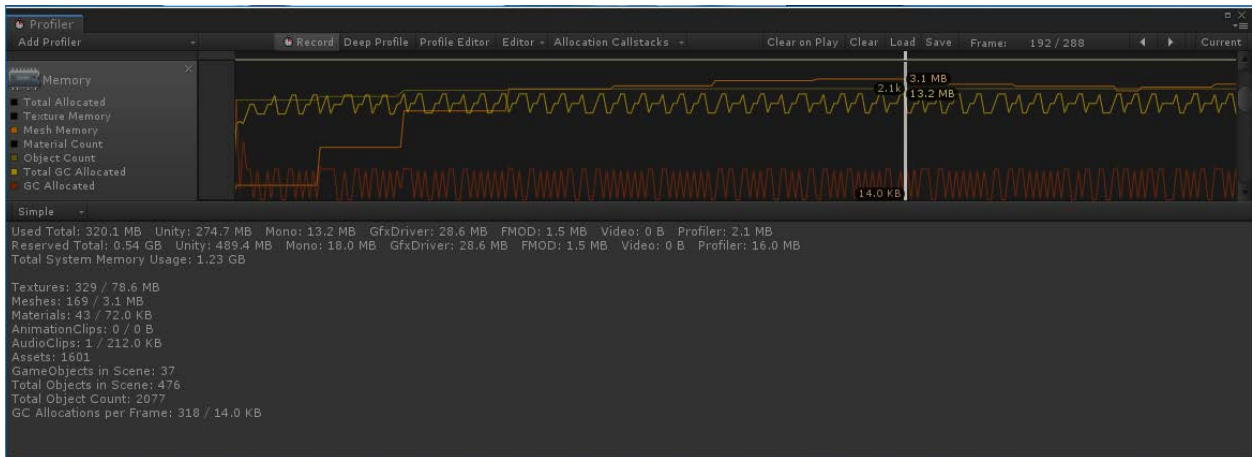 Profiler
Add Profiler Record Deep Profile Profile Editor Editor Allocation Callstacks Clear on Play Clear Load Save Frame: 192/288 Current
Memory
Total Allocated
Texture Memory
Mesh Memory
Material Count
Object Count
Total GC Allocated
GC Allocated
3.1 MB
2.1k
13.2 MB
14.0 KB
Simple
Used Total: 320.1 MB Unity: 274.7 MB Mono: 13.2 MB GfxDriver: 28.6 MB FMOD: 1.5 MB Video: 0 B Profiler: 2.1 MB
Reserved Total: 0.54 GB Unity: 489.4 MB Mono: 18.0 MB GfxDriver: 28.6 MB FMOD: 1.5 MB Video: 0 B Profiler: 16.0 MB
Total System Memory Usage: 1.23 GB
Textures: 329 / 78.6 MB
Meshes: 169 / 3.1 MB
Materials: 43 / 72.0 KB
AnimationClips: 0 / 0 B
AudioClips: 1 / 212.0 KB
Assets: 1601
GameObjects in Scene: 37
Total Objects in Scene: 476
Total Object Count: 2077
GC Allocations per Frame: 318 / 14.0 KB